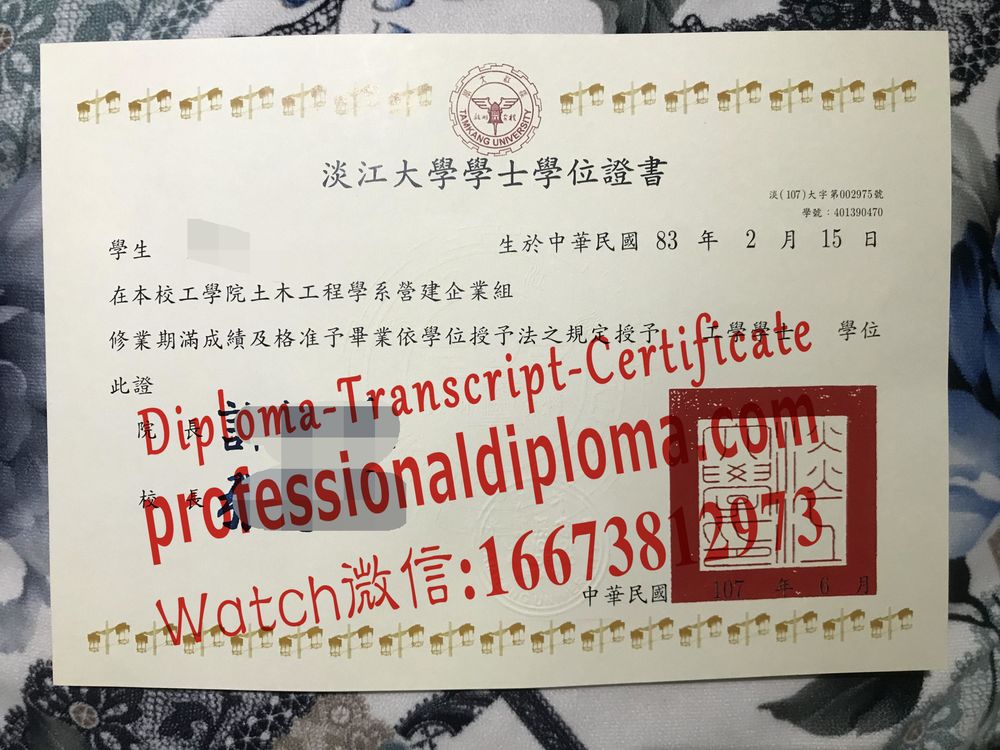 TAMKANG UNIVERSITY
淡江大學學士學位證書
淡(107)大字第002975號
學號：401390470
學生
生於中華民國 83 年 2 月 15 日
在本校工學院土木工程學系營建企業組
修業期滿成績及格准予畢業依學位授予法之規定授予 工學學士 學位
此證
Diploma-Transcript-Certificate
院長
professionaldiploma.com
校長
Watch微信:16673812973
中華民國 107 年 6 月